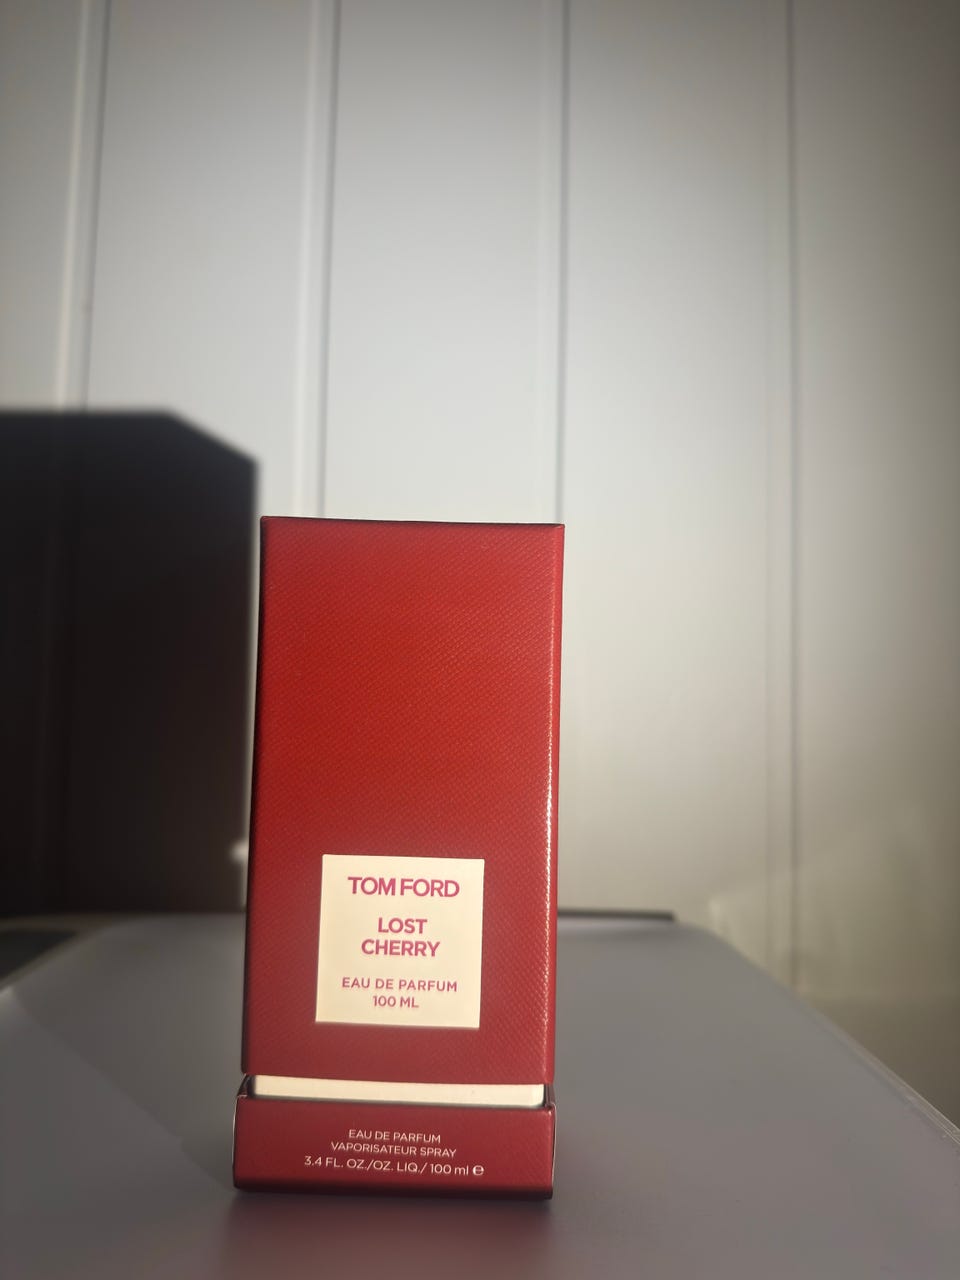 TOM FORD
LOST
CHERRY
EAU DE PARFUM
100 ML
EAU DE PARFUM
VAPORISATEUR SPRAY
3.4 FL. OZ./OZ. LIQ./ 100 ml ℮